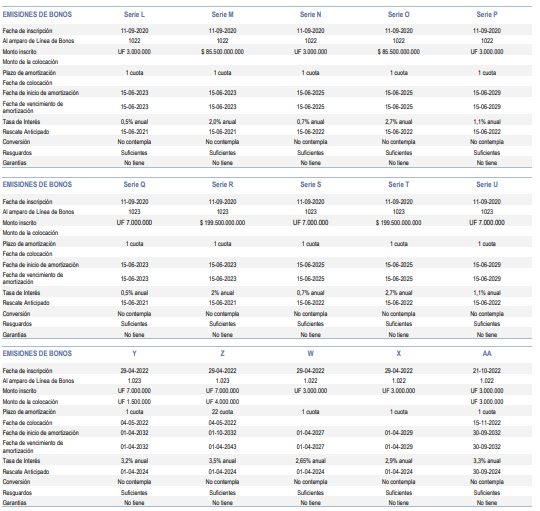 EMISIONES DE BONOS Serie L Serie M Serie N Serie O Serie P
Fecha de inscripción 11-09-2020 11-09-2020 11-09-2020 11-09-2020 11-09-2020
Al amparo de Línea de Bonos 1022 1022 1022 1022 1022
Monto inscrito UF 3.000.000 $ 85.500.000.000 UF 3.000.000 $ 85.500.000.000 UF 3.000.000
Monto de la colocación
Plazo de amortización 1 cuota 1 cuota 1 cuota 1 cuota 1 cuota
Fecha de colocación
Fecha de inicio de amortización 15-06-2023 15-06-2023 15-06-2025 15-06-2025 15-06-2029
Fecha de vencimiento de
amortización 15-06-2023 15-06-2023 15-06-2025 15-06-2025 15-06-2029
Tasa de Interés 0,5% anual 2,0% anual 0,7% anual 2,7% anual 1,1% anual
Rescate Anticipado 15-06-2021 15-06-2021 15-06-2022 15-06-2022 15-06-2022
Conversión No contempla No contempla No contempla No contempla No contempla
Resguardos Suficientes Suficientes Suficientes Suficientes Suficientes
Garantías No tiene No tiene No tiene No tiene No tiene
EMISIONES DE BONOS Serie Q Serie R Serie S Serie T Serie U
Fecha de inscripción 11-09-2020 11-09-2020 11-09-2020 11-09-2020 11-09-2020
Al amparo de Línea de Bonos 1023 1023 1023 1023 1023
Monto inscrito UF 7.000.000 $ 199.500.000.000 UF 7.000.000 $ 199.500.000.000 UF 7.000.000
Monto de la colocación
Plazo de amortización 1 cuota 1 cuota 1 cuota 1 cuota 1 cuota
Fecha de colocación
Fecha de inicio de amortización 15-06-2023 15-06-2023 15-06-2025 15-06-2025 15-06-2029
Fecha de vencimiento de
amortización 15-06-2023 15-06-2023 15-06-2025 15-06-2025 15-06-2029
Tasa de Interés 0,5% anual 2% anual 0,7% anual 2,7% anual 1,1% anual
Rescate Anticipado 15-06-2021 15-06-2021 15-06-2022 15-06-2022 15-06-2022
Conversión No contempla No contempla No contempla No contempla No contempla
Resguardos Suficientes Suficientes Suficientes Suficientes Suficientes
Garantías No tiene No tiene No tiene No tiene No tiene
EMISIONES DE BONOS Y Z W X AA
Fecha de inscripción 29-04-2022 29-04-2022 29-04-2022 29-04-2022 21-10-2022
Al amparo de Línea de Bonos 1.023 1.023 1.022 1.022 1.022
Monto inscrito UF 7.000.000 UF 7.000.000 UF 3.000.000 UF 3.000.000 UF 3.000.000
Monto de la colocación UF 1.500.000 UF 4.000.000 UF 3.000.000
Plazo de amortización 1 cuota 22 cuota 1 cuota 1 cuota 1 cuota
Fecha de colocación 04-05-2022 04-05-2022 15-11-2022
Fecha de inicio de amortización 01-04-2032 01-10-2032 01-04-2027 01-04-2029 30-09-2032
Fecha de vencimiento de
amortización 01-04-2032 01-04-2043 01-04-2027 01-04-2029 30-09-2032
Tasa de Interés 3,2% anual 3,5% anual 2,65% anual 2,9% anual 3,3% anual
Rescate Anticipado 01-04-2024 01-04-2024 01-04-2024 01-04-2024 30-09-2024
Conversión No contempla No contempla No contempla No contempla No contempla
Resguardos Suficientes Suficientes Suficientes Suficientes Suficientes
Garantías No tiene No tiene No tiene No tiene No tiene